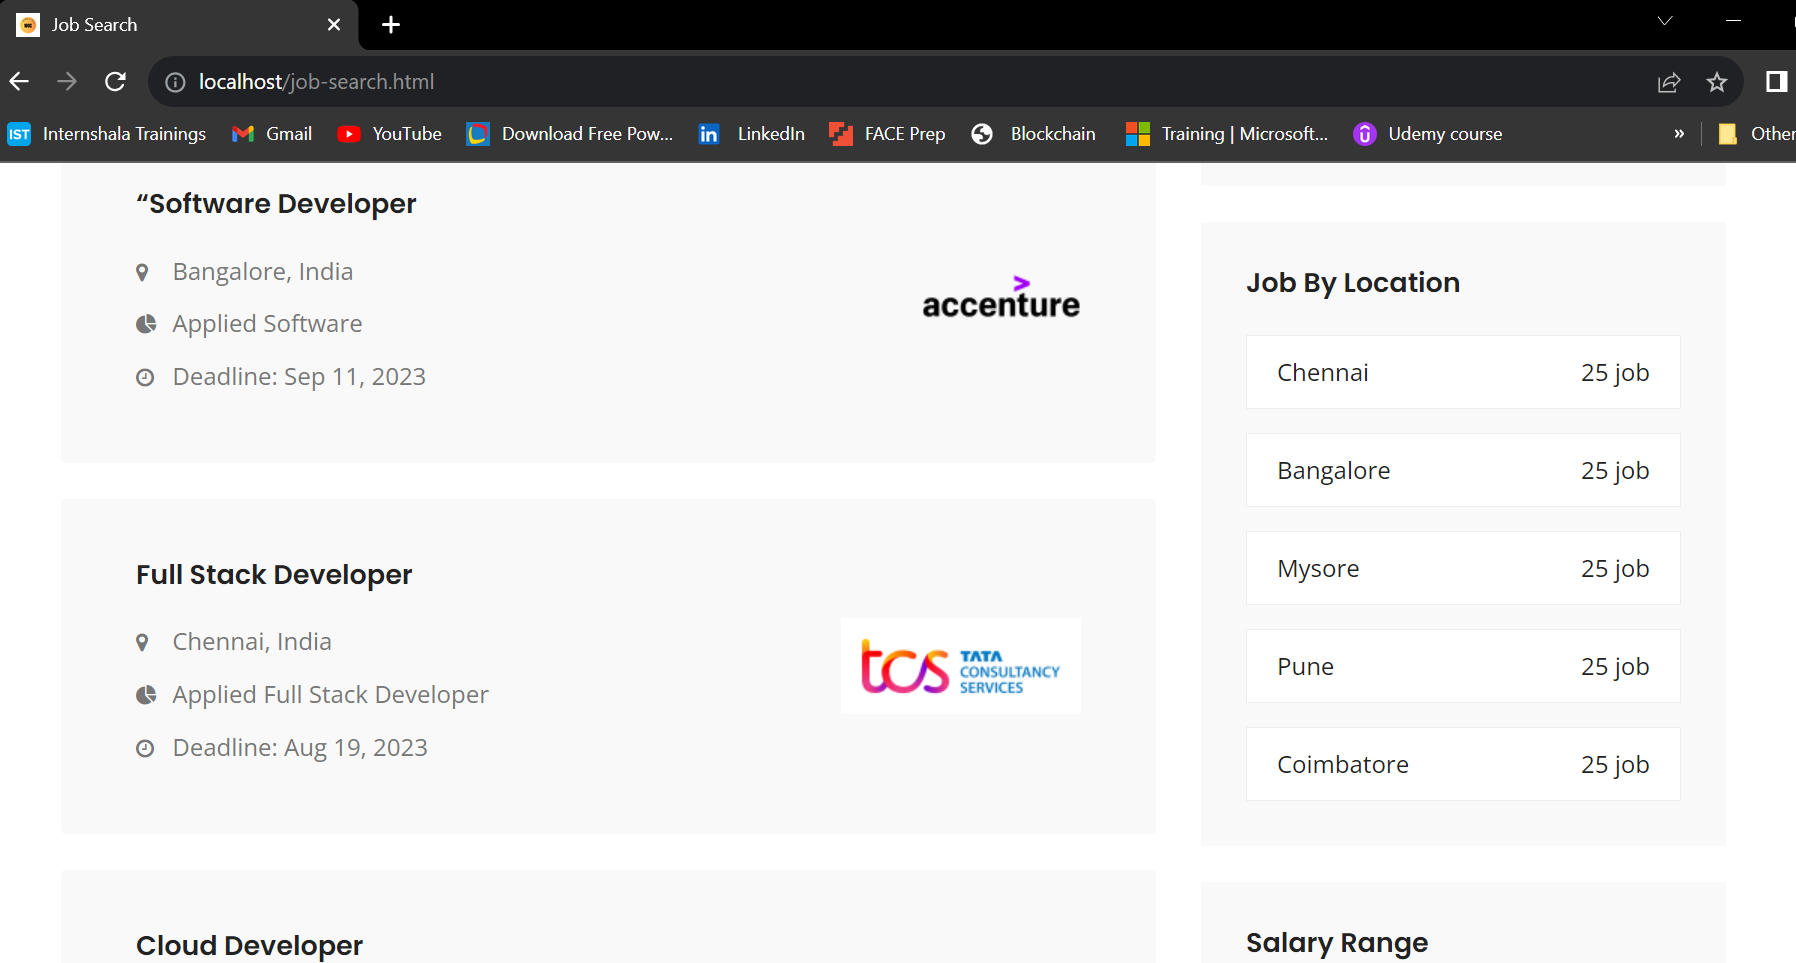 Job Search
localhost/job-search.html
IST Internshala Trainings Gmail YouTube Download Free Pow... in LinkedIn FACE Prep Blockchain Training | Microsoft... Udemy course » Other
“Software Developer
Bangalore, India
Applied Software
Deadline: Sep 11, 2023
accenture
Full Stack Developer
Chennai, India
Applied Full Stack Developer
Deadline: Aug 19, 2023
tcs TATA
CONSULTANCY
SERVICES
Cloud Developer
Job By Location
Chennai 25 job
Bangalore 25 job
Mysore 25 job
Pune 25 job
Coimbatore 25 job
Salary Range